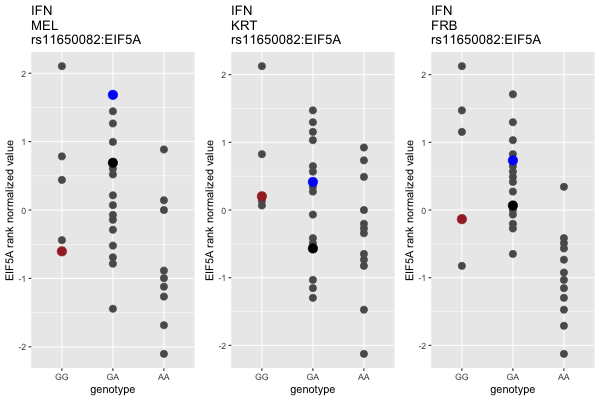 IFN
MEL
rs11650082:EIF5A
EIF5A rank normalized value
2
1
0
-1
-2
GG GA AA
genotype
IFN
KRT
rs11650082:EIF5A
EIF5A rank normalized value
2
1
0
-1
-2
GG GA AA
genotype
IFN
FRB
rs11650082:EIF5A
EIF5A rank normalized value
2
1
0
-1
-2
GG GA AA
genotype